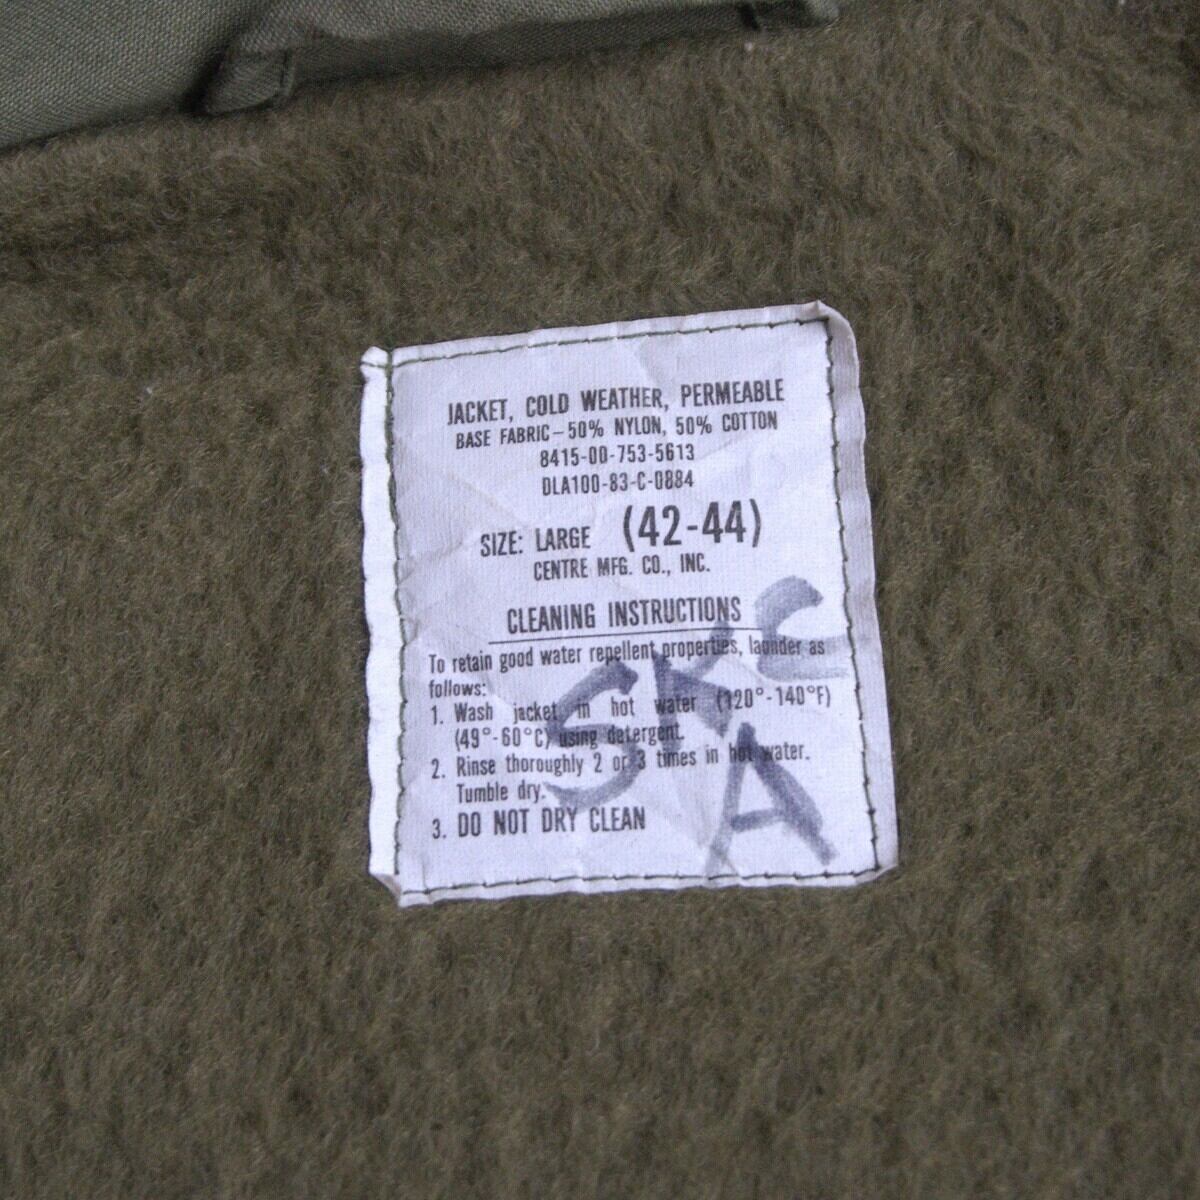 JACKET, COLD WEATHER, PERMEABLE
BASE FABRIC-50% NYLON, 50% COTTON
8415-00-753-5613
DLA100-83-C-0884
SIZE: LARGE (42-44)
CENTRE MFG. CO., INC.
CLEANING INSTRUCTIONS
To retain good water repellent properties, launder as
follows:
1. Wash jacket in hot water (120°-140°F)
(49°-60°C) using detergent.
2. Rinse thoroughly 2 or 3 times in hot water.
Tumble dry.
3. DO NOT DRY CLEAN
A